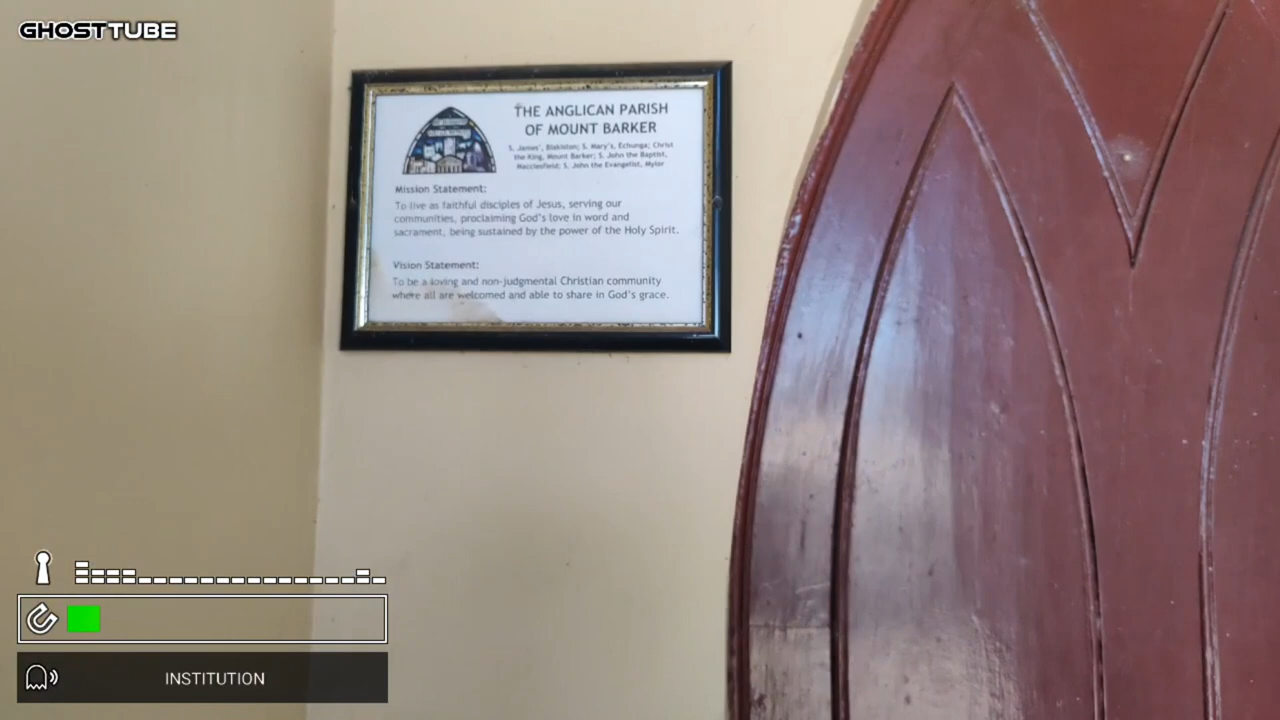 GHOSTTUBE
THE ANGLICAN PARISH
OF MOUNT BARKER
S. James', Blakiston; S. Mary's, Echunga; Christ
the King, Mount Barker; S. John the Baptist,
Macclesfield; S. John the Evangelist, Mylor
Mission Statement:
To live as faithful disciples of Jesus, serving our
communities, proclaiming God's love in word and
sacrament, being sustained by the power of the Holy Spirit.
Vision Statement:
To be a loving and non-judgmental Christian community
where all are welcomed and able to share in God's grace.
INSTITUTION